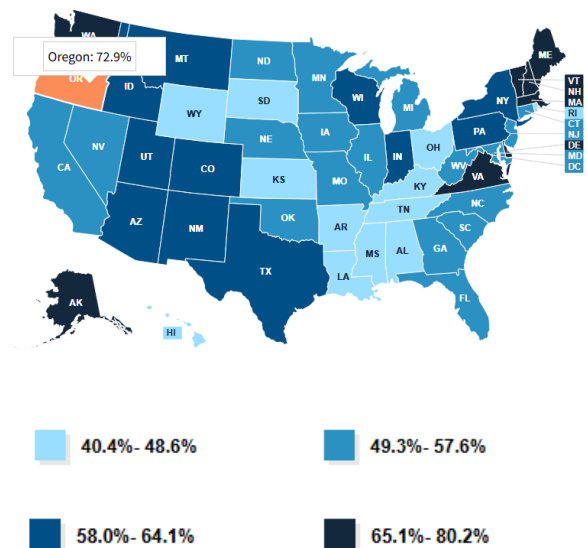 WA
Oregon: 72.9%
OR
MT
ID
ND
MN
ME
VT
NH
MA
RI
CT
NJ
DE
MD
DC
WY
SD
WI
MI
NY
NV
UT
CO
NE
IA
IL
IN
OH
PA
WV
VA
CA
KS
MO
KY
NC
AZ
NM
OK
AR
TN
SC
TX
LA
MS
AL
GA
FL
AK
HI
40.4%- 48.6%
49.3%- 57.6%
58.0%- 64.1%
65.1%- 80.2%